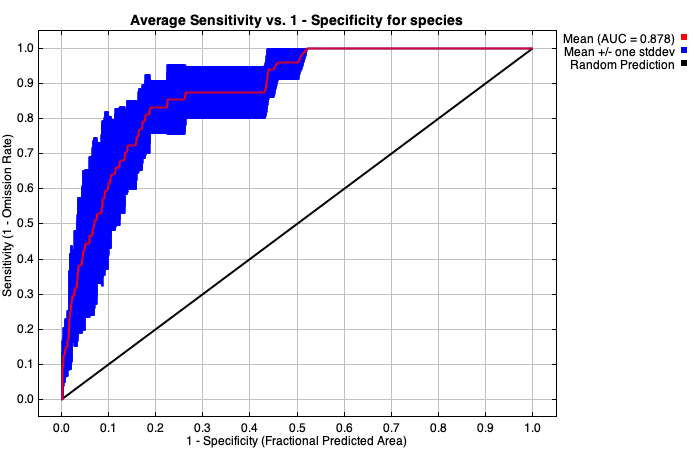 Average Sensitivity vs. 1 - Specificity for species
Mean (AUC = 0.878)
Mean +/- one stddev
Random Prediction
Sensitivity (1 - Omission Rate)
1.0
0.9
0.8
0.7
0.6
0.5
0.4
0.3
0.2
0.1
0.0
0.0 0.1 0.2 0.3 0.4 0.5 0.6 0.7 0.8 0.9 1.0
1 - Specificity (Fractional Predicted Area)